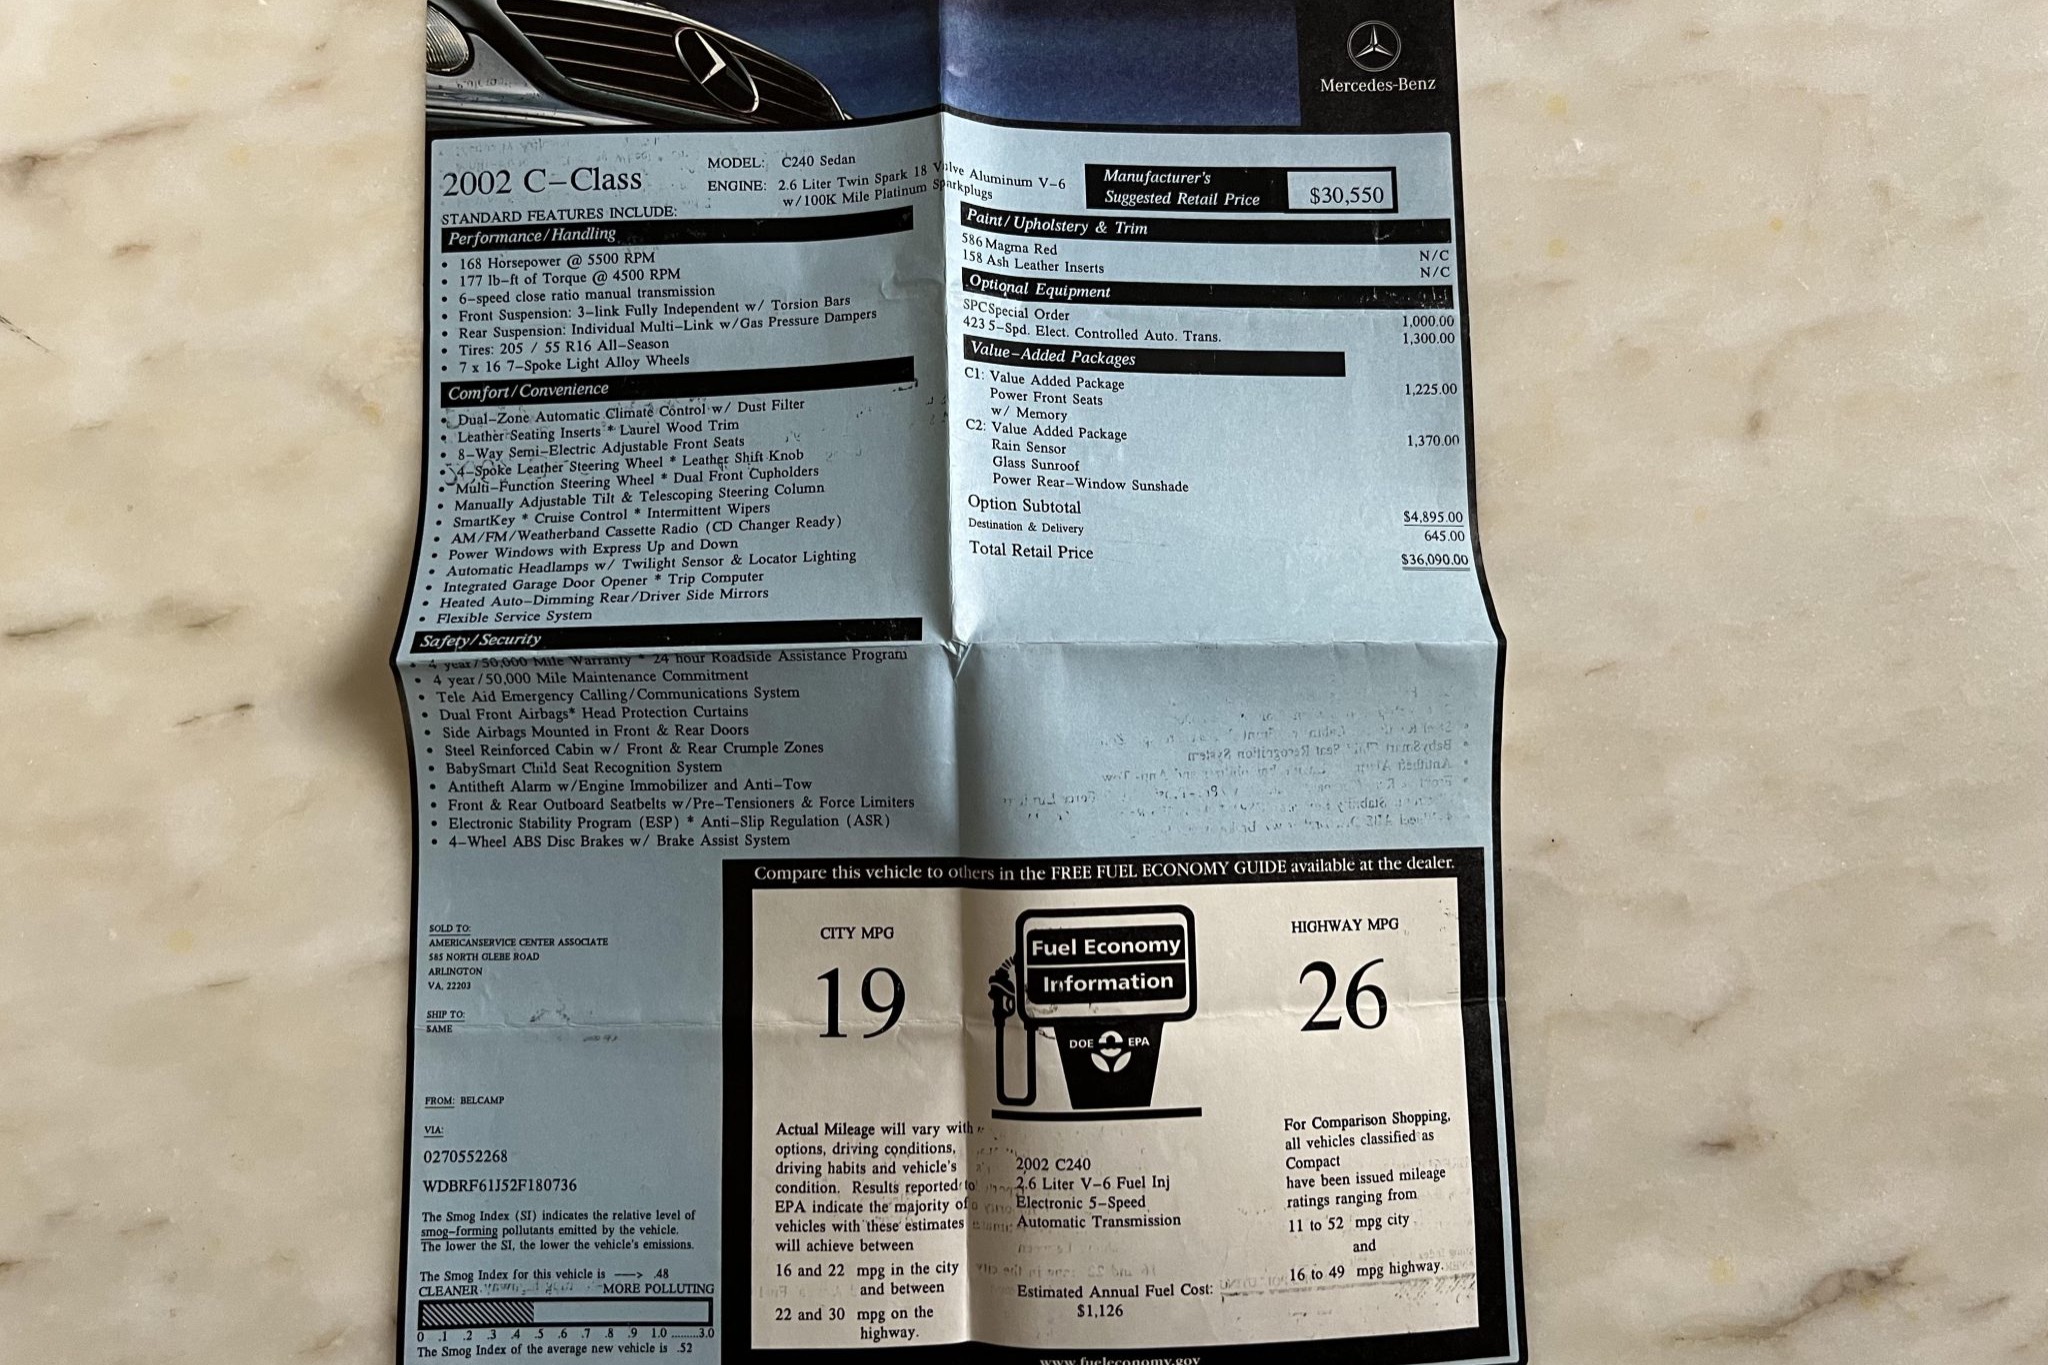 Mercedes-Benz
2002 C-Class
MODEL: C240 Sedan
ENGINE: 2.6 Liter Twin Spark 18 Valve Aluminum V-6
w/100K Mile Platinum Sparkplugs
Manufacturer's
Suggested Retail Price
$30,550
STANDARD FEATURES INCLUDE:
Performance/Handling
• 168 Horsepower @ 5500 RPM
• 177 lb-ft of Torque @ 4500 RPM
• 6-speed close ratio manual transmission
• Front Suspension: 3-link Fully Independent w/ Torsion Bars
• Rear Suspension: Individual Multi-Link w/Gas Pressure Dampers
• Tires: 205 / 55 R16 All-Season
• 7 x 16 7-Spoke Light Alloy Wheels
Comfort/Convenience
• Dual-Zone Automatic Climate Control w/ Dust Filter
• Leather Seating Inserts * Laurel Wood Trim
• 8-Way Semi-Electric Adjustable Front Seats
• 4-Spoke Leather Steering Wheel * Leather Shift Knob
• Multi-Function Steering Wheel * Dual Front Cupholders
• Manually Adjustable Tilt & Telescoping Steering Column
• SmartKey * Cruise Control * Intermittent Wipers
• AM/FM/Weatherband Cassette Radio (CD Changer Ready)
• Power Windows with Express Up and Down
• Automatic Headlamps w/ Twilight Sensor & Locator Lighting
• Integrated Garage Door Opener * Trip Computer
• Heated Auto-Dimming Rear/Driver Side Mirrors
• Flexible Service System
Safety/Security
• 4 year/50,000 Mile Warranty * 24 hour Roadside Assistance Program
• 4 year/50,000 Mile Maintenance Commitment
• Tele Aid Emergency Calling/Communications System
• Dual Front Airbags* Head Protection Curtains
• Side Airbags Mounted in Front & Rear Doors
• Steel Reinforced Cabin w/ Front & Rear Crumple Zones
• BabySmart Child Seat Recognition System
• Antitheft Alarm w/Engine Immobilizer and Anti-Tow
• Front & Rear Outboard Seatbelts w/Pre-Tensioners & Force Limiters
• Electronic Stability Program (ESP) * Anti-Slip Regulation (ASR)
• 4-Wheel ABS Disc Brakes w/ Brake Assist System
Paint/Upholstery & Trim
586 Magma Red N/C
158 Ash Leather Inserts N/C
Optional Equipment
SPC Special Order 1,000.00
423 5-Spd. Elect. Controlled Auto. Trans. 1,300.00
Value-Added Packages
C1: Value Added Package 1,225.00
Power Front Seats
w/ Memory
C2: Value Added Package 1,370.00
Rain Sensor
Glass Sunroof
Power Rear-Window Sunshade
Option Subtotal $4,895.00
Destination & Delivery 645.00
Total Retail Price $36,090.00
SOLD TO:
AMERICANSERVICE CENTER ASSOCIATE
585 NORTH GLEBE ROAD
ARLINGTON
VA, 22203
SHIP TO:
SAME
FROM: BELCAMP
VIA:
0270552268
WDBRF61J52F180736
The Smog Index (SI) indicates the relative level of
smog-forming pollutants emitted by the vehicle.
The lower the SI, the lower the vehicle's emissions.
The Smog Index for this vehicle is ---> .48
CLEANER MORE POLLUTING
0 .1 .2 .3 .4 .5 .6 .7 .8 .9 1.0 .........3.0
The Smog Index of the average new vehicle is .52
Compare this vehicle to others in the FREE FUEL ECONOMY GUIDE available at the dealer.
CITY MPG
19
Fuel Economy
Information
DOE EPA
HIGHWAY MPG
26
Actual Mileage will vary with
options, driving conditions,
driving habits and vehicle's
condition. Results reported to
EPA indicate the majority of
vehicles with these estimates
will achieve between
16 and 22 mpg in the city
and between
22 and 30 mpg on the
highway.
2002 C240
2.6 Liter V-6 Fuel Inj
Electronic 5-Speed
Automatic Transmission
Estimated Annual Fuel Cost:
$1,126
For Comparison Shopping,
all vehicles classified as
Compact
have been issued mileage
ratings ranging from
11 to 52 mpg city
and
16 to 49 mpg highway.
www.fueleconomy.gov